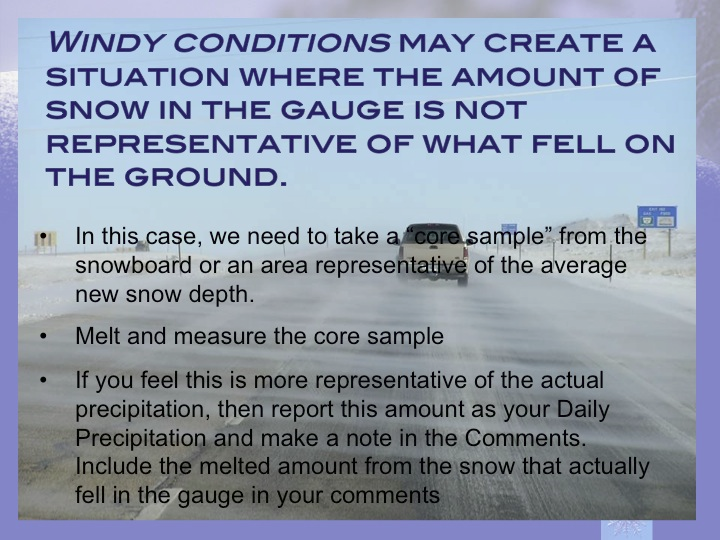 Windy conditions may create a
situation where the amount of
snow in the gauge is not
representative of what fell on
the ground.
• In this case, we need to take a “core sample” from the
snowboard or an area representative of the average
new snow depth.
• Melt and measure the core sample
• If you feel this is more representative of the actual
precipitation, then report this amount as your Daily
Precipitation and make a note in the Comments.
Include the melted amount from the snow that actually
fell in the gauge in your comments